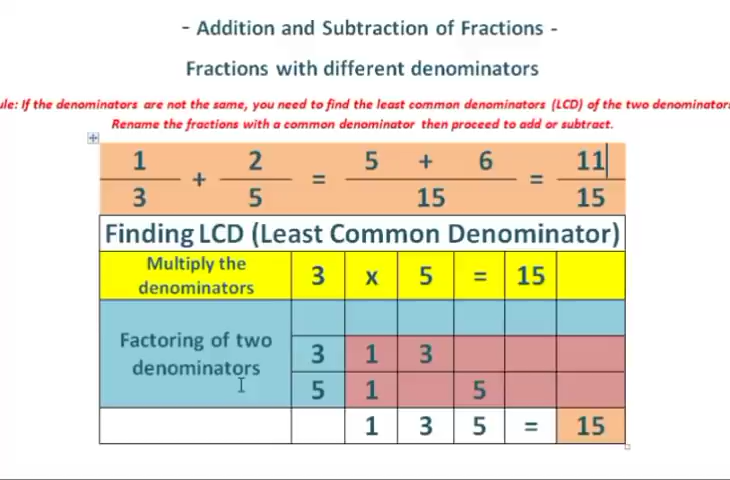 - Addition and Subtraction of Fractions -
Fractions with different denominators
If the denominators are not the same, you need to find the least common denominators (LCD) of the two
Rename the fractions with a common denominator then proceed to add or subtract.
1 2 5 + 6 11
+ = =
3 5 15 15
Finding LCD (Least Common Denominator)
Multiply the
denominators
3 x 5 = 15
Factoring of two
denominators
3 1 3
5 1 5
1 3 5 = 15